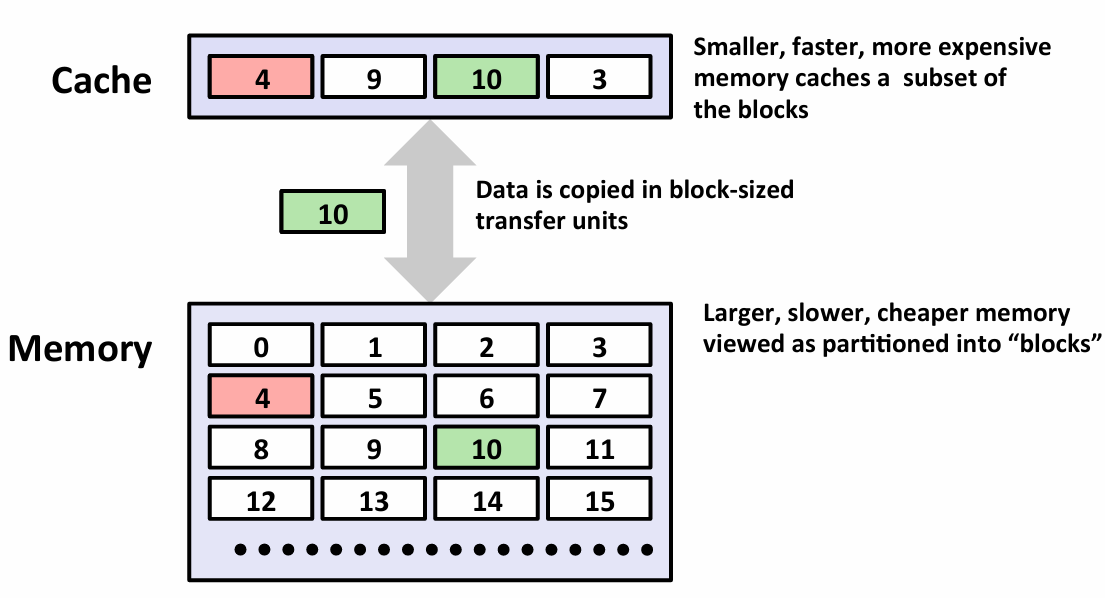 Cache
4 9 10 3
Smaller, faster, more expensive
memory caches a subset of
the blocks
10
Data is copied in block-sized
transfer units
Memory
0 1 2 3
4 5 6 7
8 9 10 11
12 13 14 15
Larger, slower, cheaper memory
viewed as partitioned into “blocks”